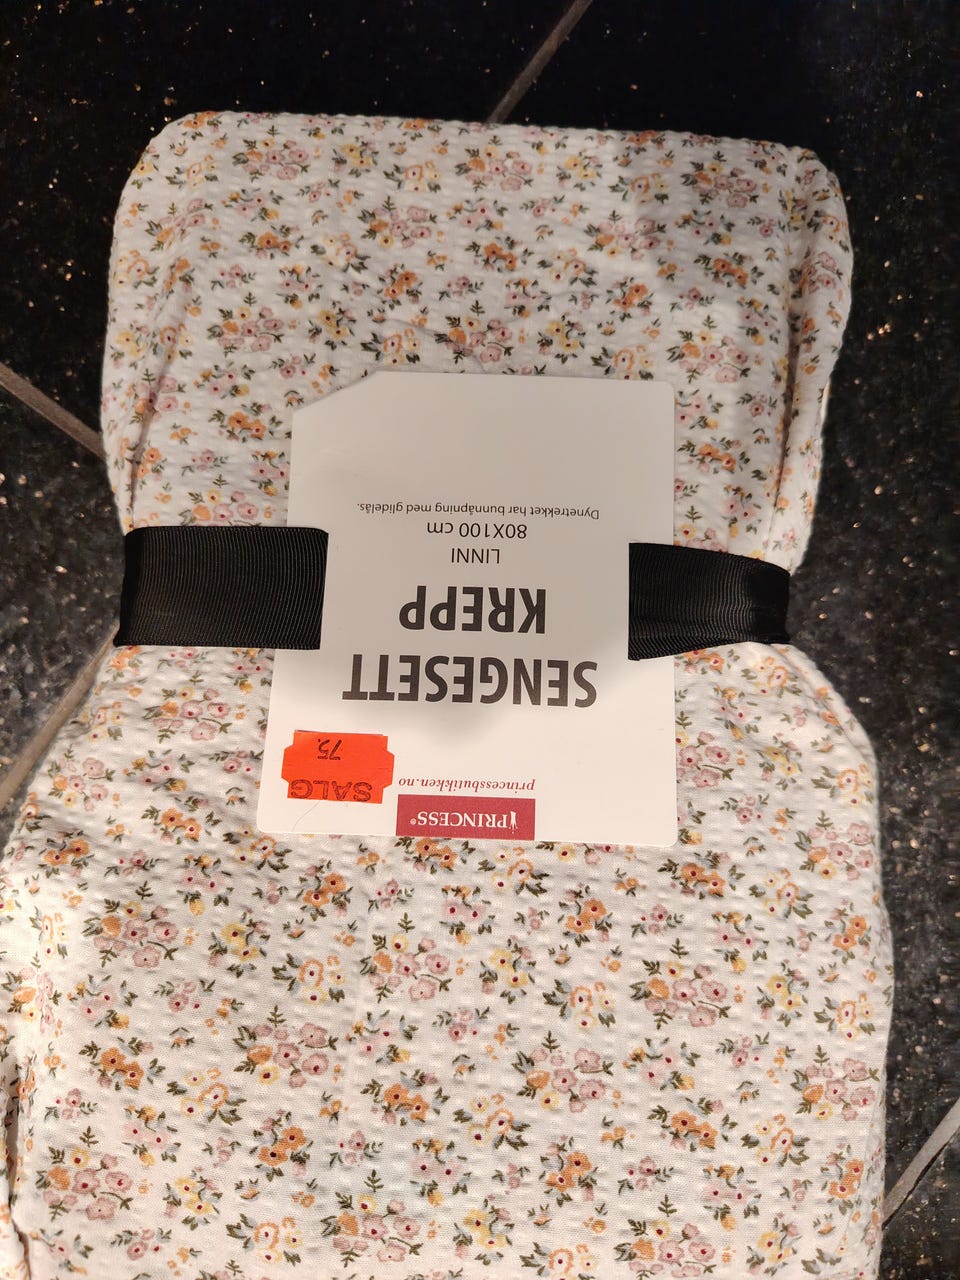 PRINCESS®
princessbutikken.no
SALG
75,
SENGESETT
KREPP
LINNI
80X100 cm
Dynetrekket har bunnåpning med glidelås.